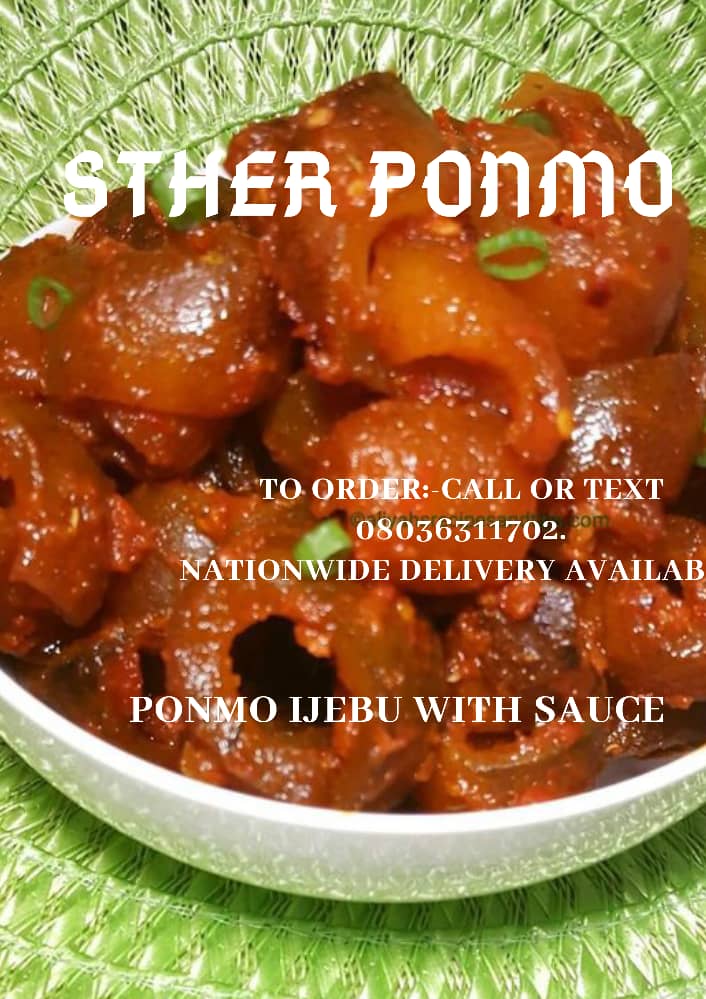 STHER PONMO
TO ORDER:-CALL OR TEXT
08036311702.
NATIONWIDE DELIVERY AVAILAB
PONMO IJEBU WITH SAUCE